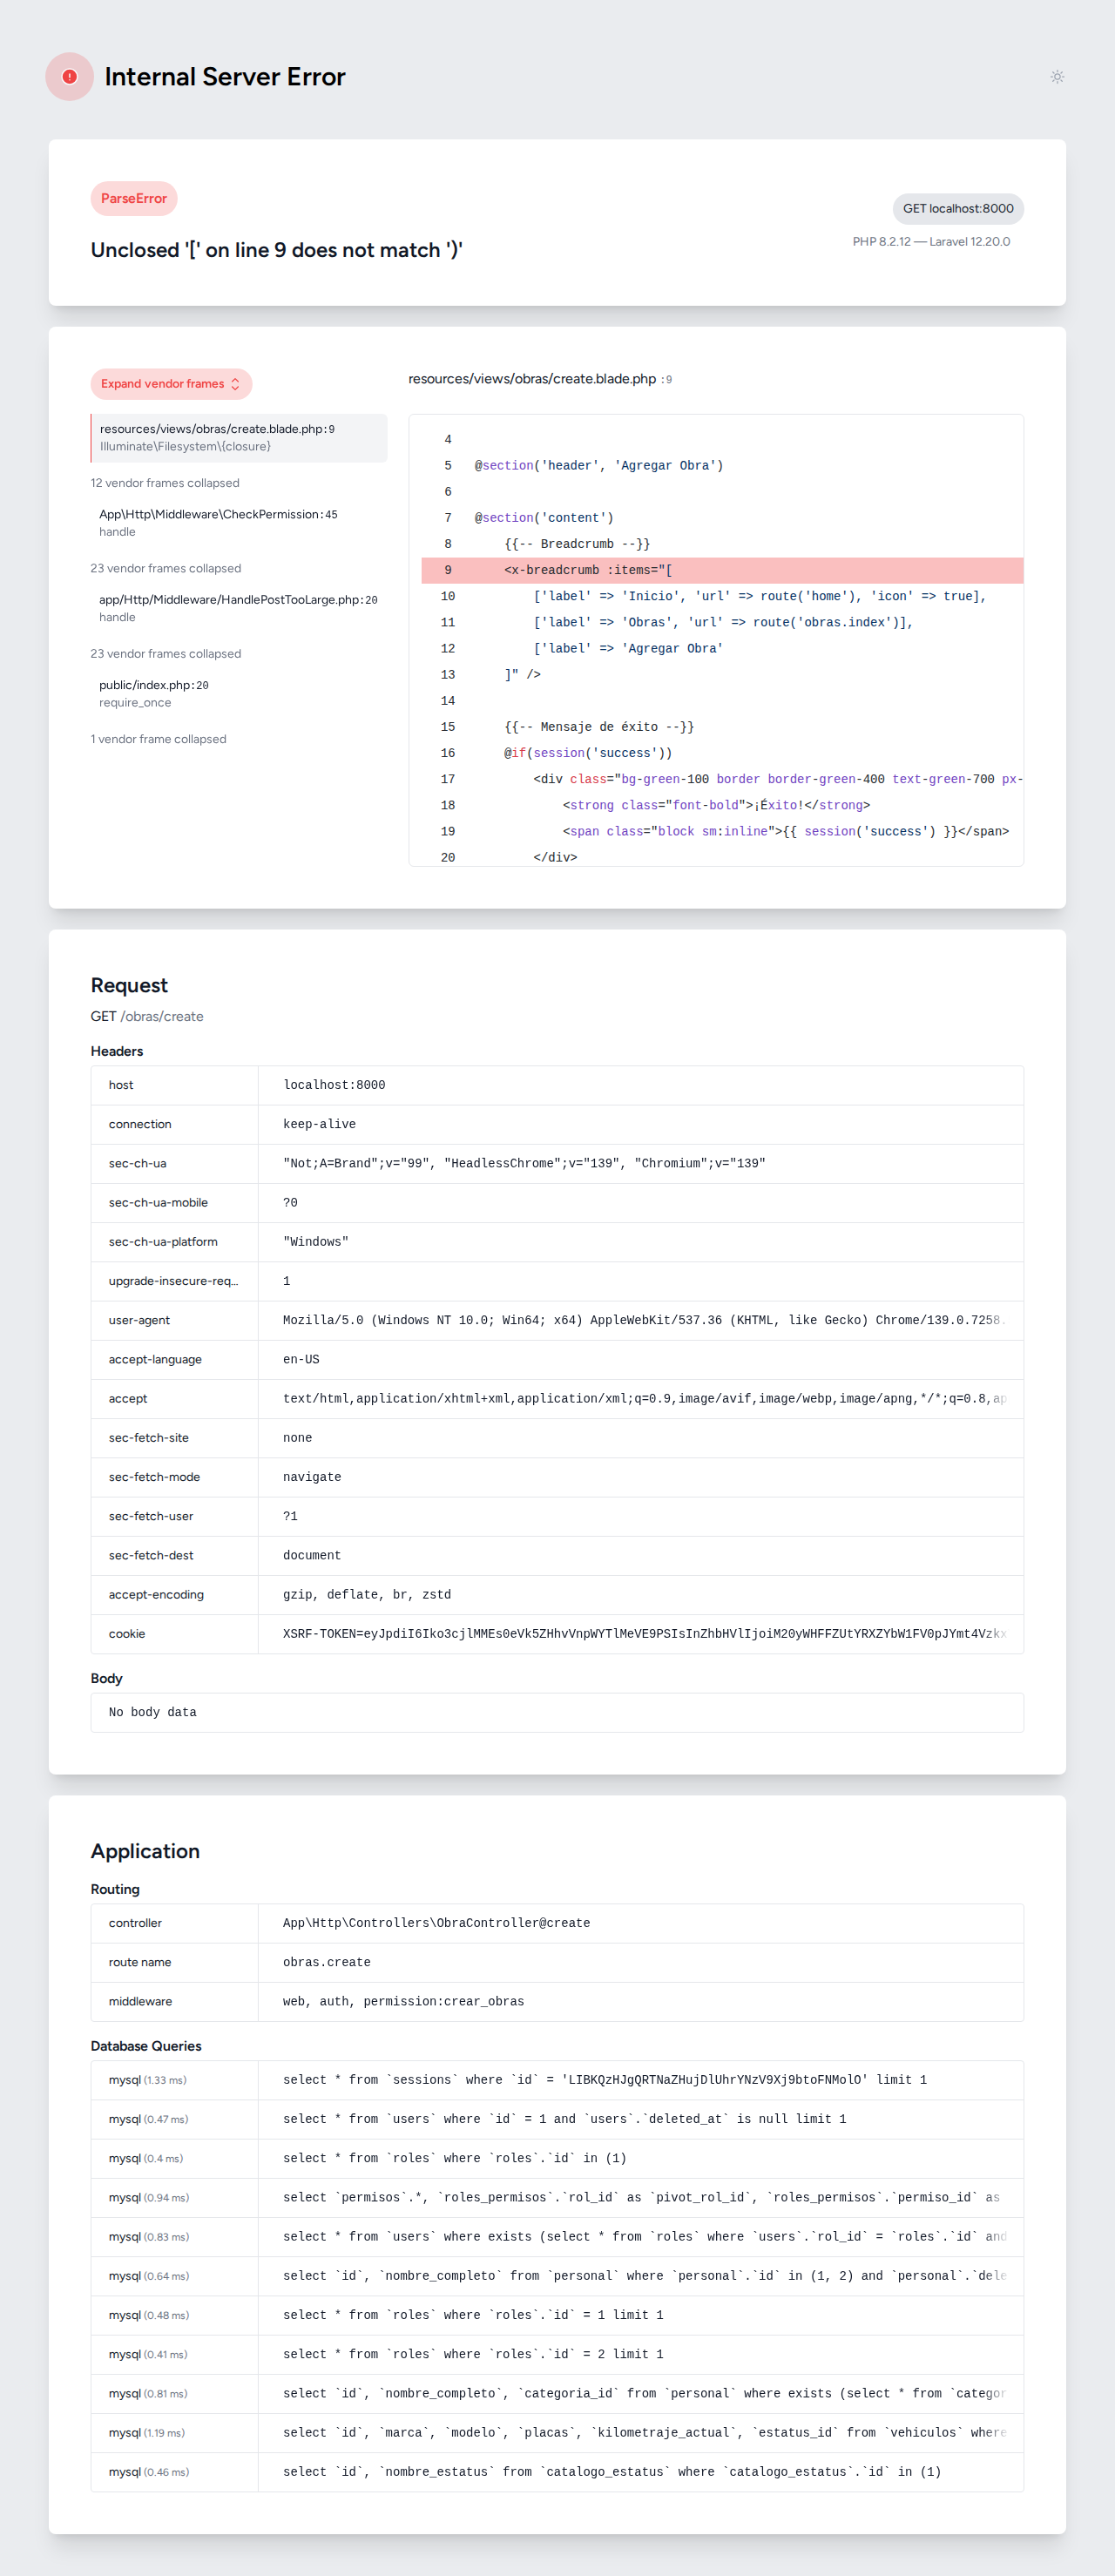 Internal Server Error
ParseError
Unclosed '[' on line 9 does not match ')'
GET localhost:8000
PHP 8.2.12 — Laravel 12.20.0
Expand vendor frames
resources/views/obras/create.blade.php:9
Illuminate\Filesystem\{closure}
12 vendor frames collapsed
App\Http\Middleware\CheckPermission:45
handle
23 vendor frames collapsed
app/Http/Middleware/HandlePostTooLarge.php:20
handle
23 vendor frames collapsed
public/index.php:20
require_once
1 vendor frame collapsed
resources/views/obras/create.blade.php :9
4
5 @section('header', 'Agregar Obra')
6
7 @section('content')
8 {{-- Breadcrumb --}}
9 <x-breadcrumb :items="[
10 ['label' => 'Inicio', 'url' => route('home'), 'icon' => true],
11 ['label' => 'Obras', 'url' => route('obras.index')],
12 ['label' => 'Agregar Obra'
13 ]" />
14
15 {{-- Mensaje de éxito --}}
16 @if(session('success'))
17 <div class="bg-green-100 border border-green-400 text-green-700 px-
18 <strong class="font-bold">¡Éxito!</strong>
19 <span class="block sm:inline">{{ session('success') }}</span>
20 </div>
Request
GET /obras/create
Headers
host localhost:8000
connection keep-alive
sec-ch-ua "Not;A=Brand";v="99", "HeadlessChrome";v="139", "Chromium";v="139"
sec-ch-ua-mobile ?0
sec-ch-ua-platform "Windows"
upgrade-insecure-req... 1
user-agent Mozilla/5.0 (Windows NT 10.0; Win64; x64) AppleWebKit/537.36 (KHTML, like Gecko) Chrome/139.0.7258.
accept-language en-US
accept text/html,application/xhtml+xml,application/xml;q=0.9,image/avif,image/webp,image/apng,*/*;q=0.8,ap
sec-fetch-site none
sec-fetch-mode navigate
sec-fetch-user ?1
sec-fetch-dest document
accept-encoding gzip, deflate, br, zstd
cookie XSRF-TOKEN=eyJpdiI6Iko3cjlMMEs0eVk5ZHhvVnpWYTlMeVE9PSIsInZhbHVlIjoiM20yWHFFZUtYRXZYbW1FV0pJYmt4Vzkx
Body
No body data
Application
Routing
controller App\Http\Controllers\ObraController@create
route name obras.create
middleware web, auth, permission:crear_obras
Database Queries
mysql (1.33 ms) select * from `sessions` where `id` = 'LIBKQzHJgQRTNaZHujDlUhrYNzV9Xj9btoFNMolO' limit 1
mysql (0.47 ms) select * from `users` where `id` = 1 and `users`.`deleted_at` is null limit 1
mysql (0.4 ms) select * from `roles` where `roles`.`id` in (1)
mysql (0.94 ms) select `permisos`.*, `roles_permisos`.`rol_id` as `pivot_rol_id`, `roles_permisos`.`permiso_id` as
mysql (0.83 ms) select * from `users` where exists (select * from `roles` where `users`.`rol_id` = `roles`.`id` and
mysql (0.64 ms) select `id`, `nombre_completo` from `personal` where `personal`.`id` in (1, 2) and `personal`.`dele
mysql (0.48 ms) select * from `roles` where `roles`.`id` = 1 limit 1
mysql (0.41 ms) select * from `roles` where `roles`.`id` = 2 limit 1
mysql (0.81 ms) select `id`, `nombre_completo`, `categoria_id` from `personal` where exists (select * from `categor
mysql (1.19 ms) select `id`, `marca`, `modelo`, `placas`, `kilometraje_actual`, `estatus_id` from `vehiculos` where
mysql (0.46 ms) select `id`, `nombre_estatus` from `catalogo_estatus` where `catalogo_estatus`.`id` in (1)